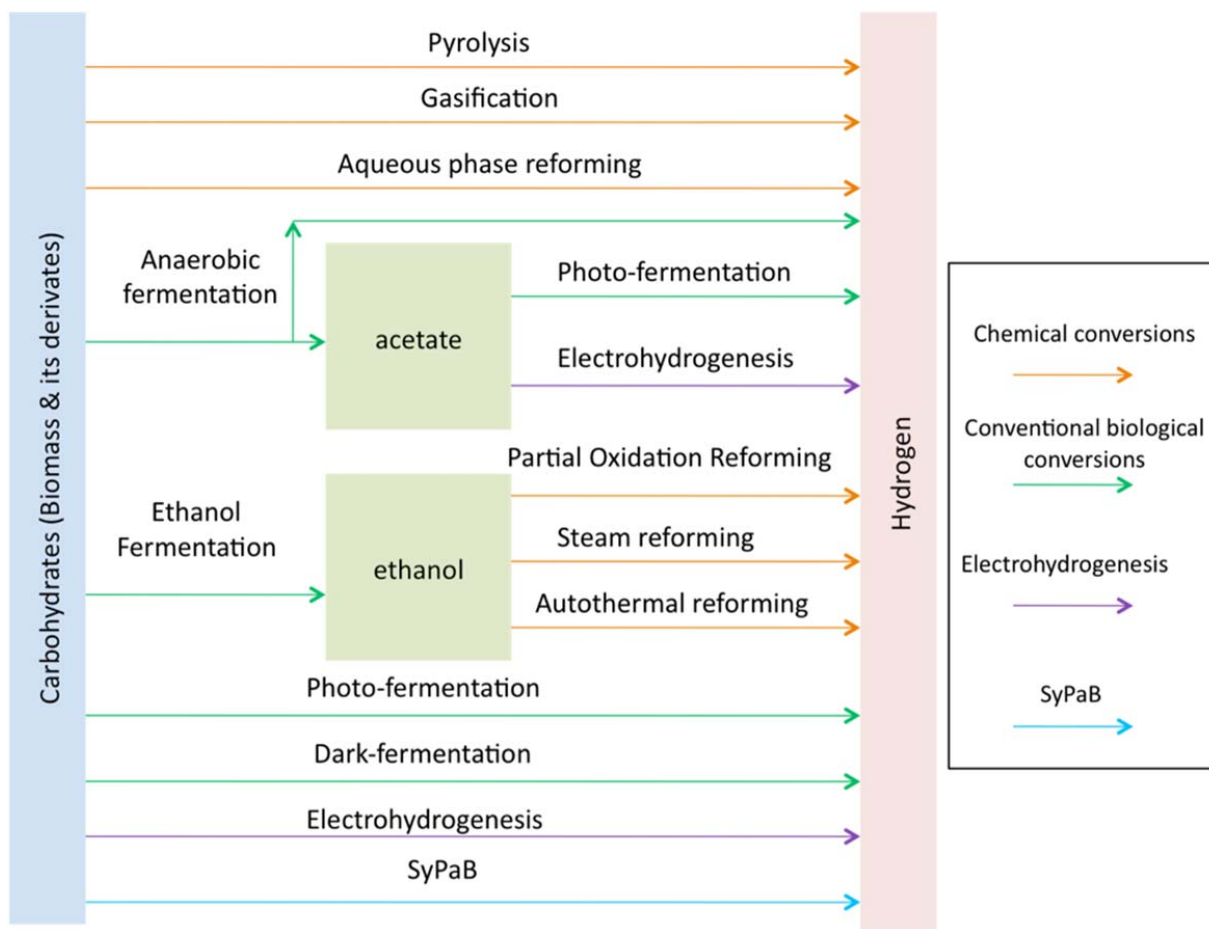 Pyrolysis
Gasification
Aqueous phase reforming
Carbohydrates (Biomass & its derivates)
Anaerobic
fermentation
acetate
Photo-fermentation
Electrohydrogenesis
Partial Oxidation Reforming
Ethanol
Fermentation
ethanol
Steam reforming
Autothermal reforming
Photo-fermentation
Dark-fermentation
Electrohydrogenesis
SyPaB
Hydrogen
Chemical conversions
Conventional biological
conversions
Electrohydrogenesis
SyPaB